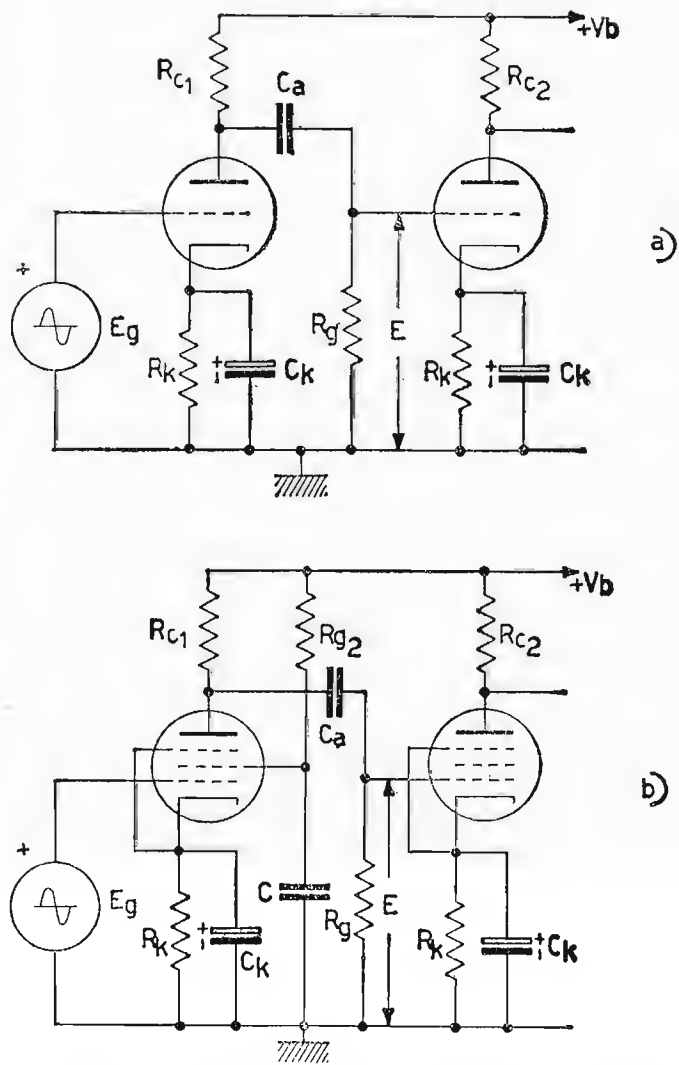 +Vb
Rc1
Ca
Rc2
a)
+
Eg
Rg
E
Rk
+
Ck
Rk
+
Ck
+Vb
Rc1
Rg2
Rc2
Ca
b)
+
Eg
C
E
Rk
+
Ck
Rg
Rk
+
Ck